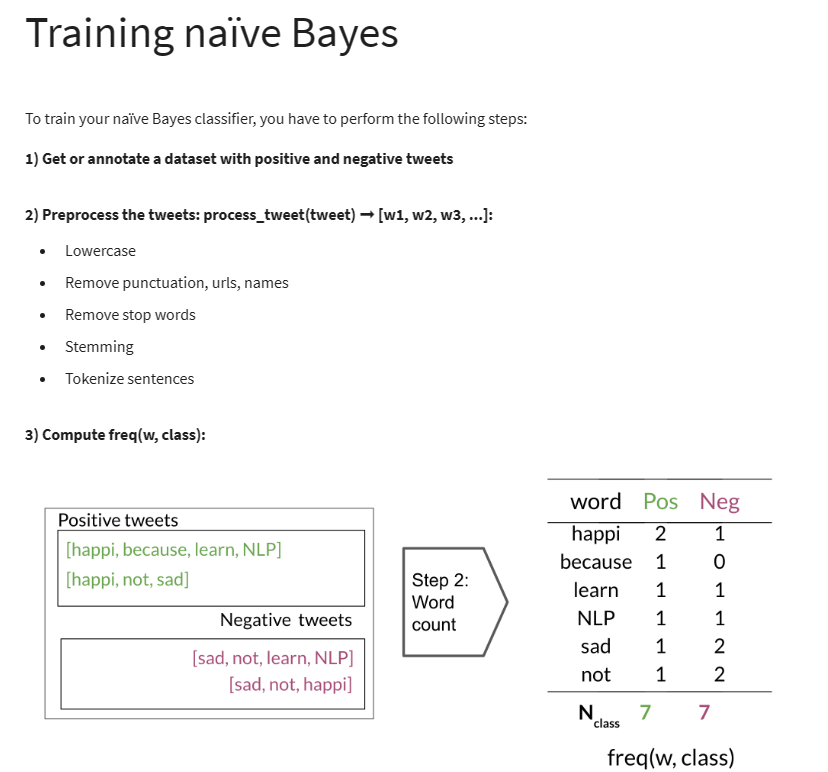 Training naïve Bayes
To train your naïve Bayes classifier, you have to perform the following steps:
1) Get or annotate a dataset with positive and negative tweets
2) Preprocess the tweets: process_tweet(tweet) ➞ [w1, w2, w3, ...]:
• Lowercase
• Remove punctuation, urls, names
• Remove stop words
• Stemming
• Tokenize sentences
3) Compute freq(w, class):
Positive tweets
[happi, because, learn, NLP]
[happi, not, sad]
Negative tweets
[sad, not, learn, NLP]
[sad, not, happi]
Step 2:
Word
count
word Pos Neg
happi 2 1
because 1 0
learn 1 1
NLP 1 1
sad 1 2
not 1 2
Nclass 7 7
freq(w, class)